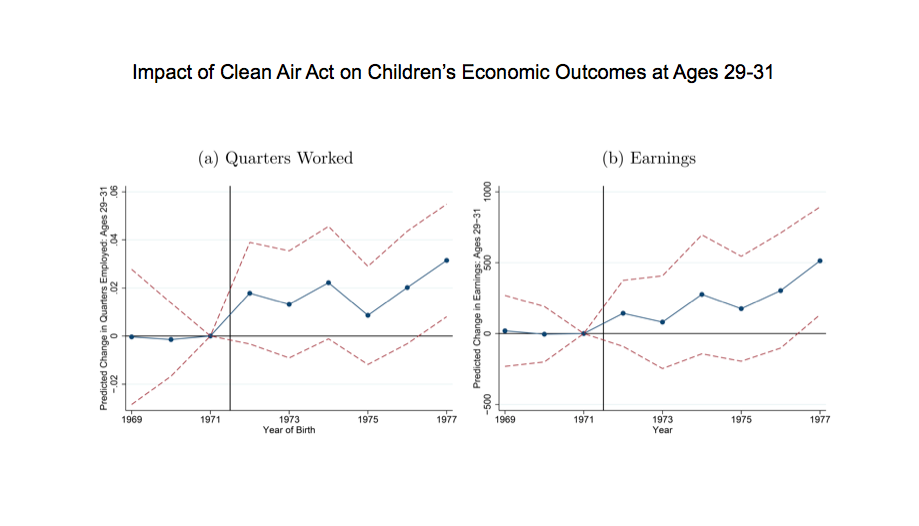 Impact of Clean Air Act on Children’s Economic Outcomes at Ages 29-31
(a) Quarters Worked
Predicted Change in Quarters Employed: Ages 29−31
.06
.04
.02
0
−.02
1969 1971 1973 1975 1977
Year of Birth
(b) Earnings
Predicted Change in Earnings: Ages 29−31
1000
500
0
−500
1969 1971 1973 1975 1977
Year